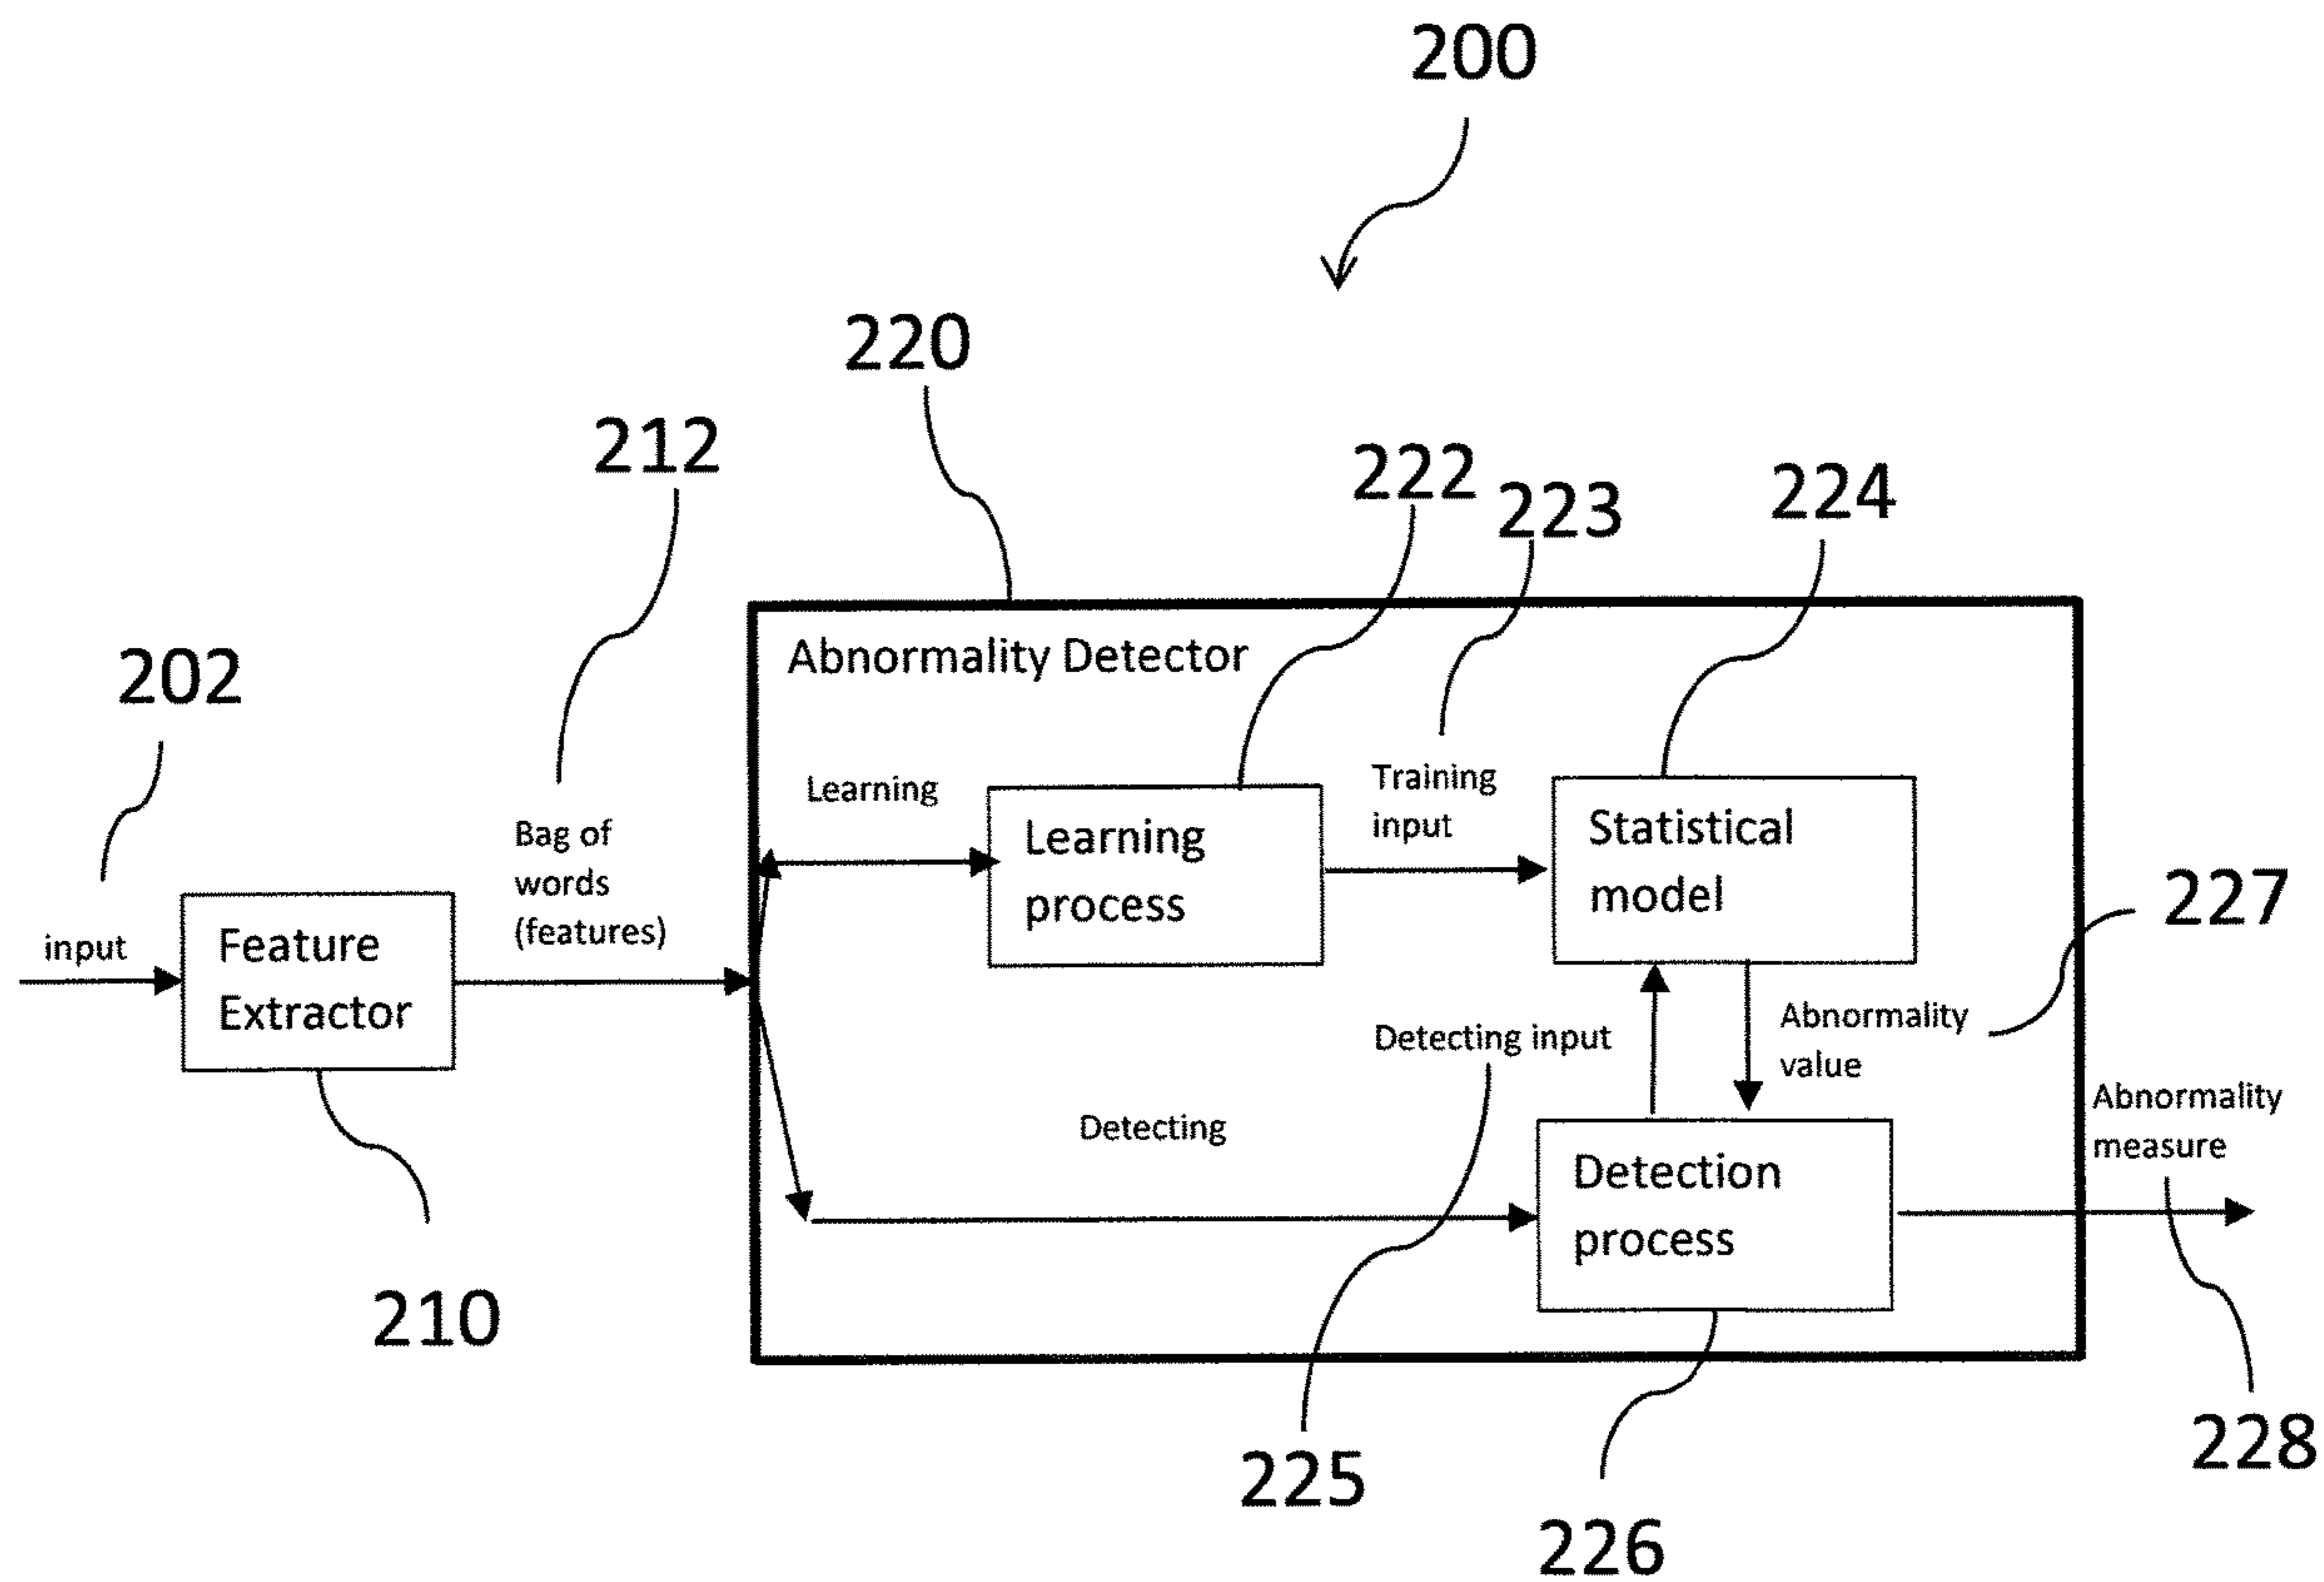 200
220
212
222
223
224
202
Abnormality Detector
227
Learning
Training
input
Bag of
words
(features)
Learning
process
Statistical
model
input
Feature
Extractor
Detecting input
Abnormality
value
Detecting
Abnormality
measure
Detection
process
210
225
226
228